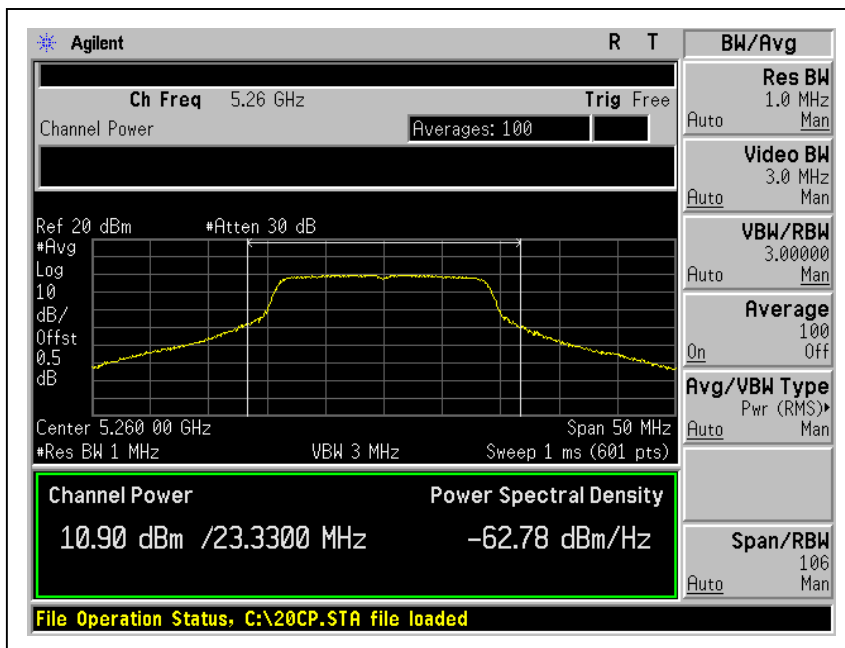 Agilent R T BW/Avg
Ch Freq 5.26 GHz Trig Free
Channel Power Averages: 100
Ref 20 dBm #Atten 30 dB
#Avg
Log
10
dB/
Offst
0.5
dB
Center 5.260 00 GHz Span 50 MHz
#Res BW 1 MHz VBW 3 MHz Sweep 1 ms (601 pts)
Channel Power Power Spectral Density
10.90 dBm /23.3300 MHz -62.78 dBm/Hz
File Operation Status, C:\20CP.STA file loaded
Res BW
1.0 MHz
Auto Man
Video BW
3.0 MHz
Auto Man
VBW/RBW
3.00000
Auto Man
Average
100
On Off
Avg/VBW Type
Pwr (RMS)▸
Auto Man
Span/RBW
106
Auto Man